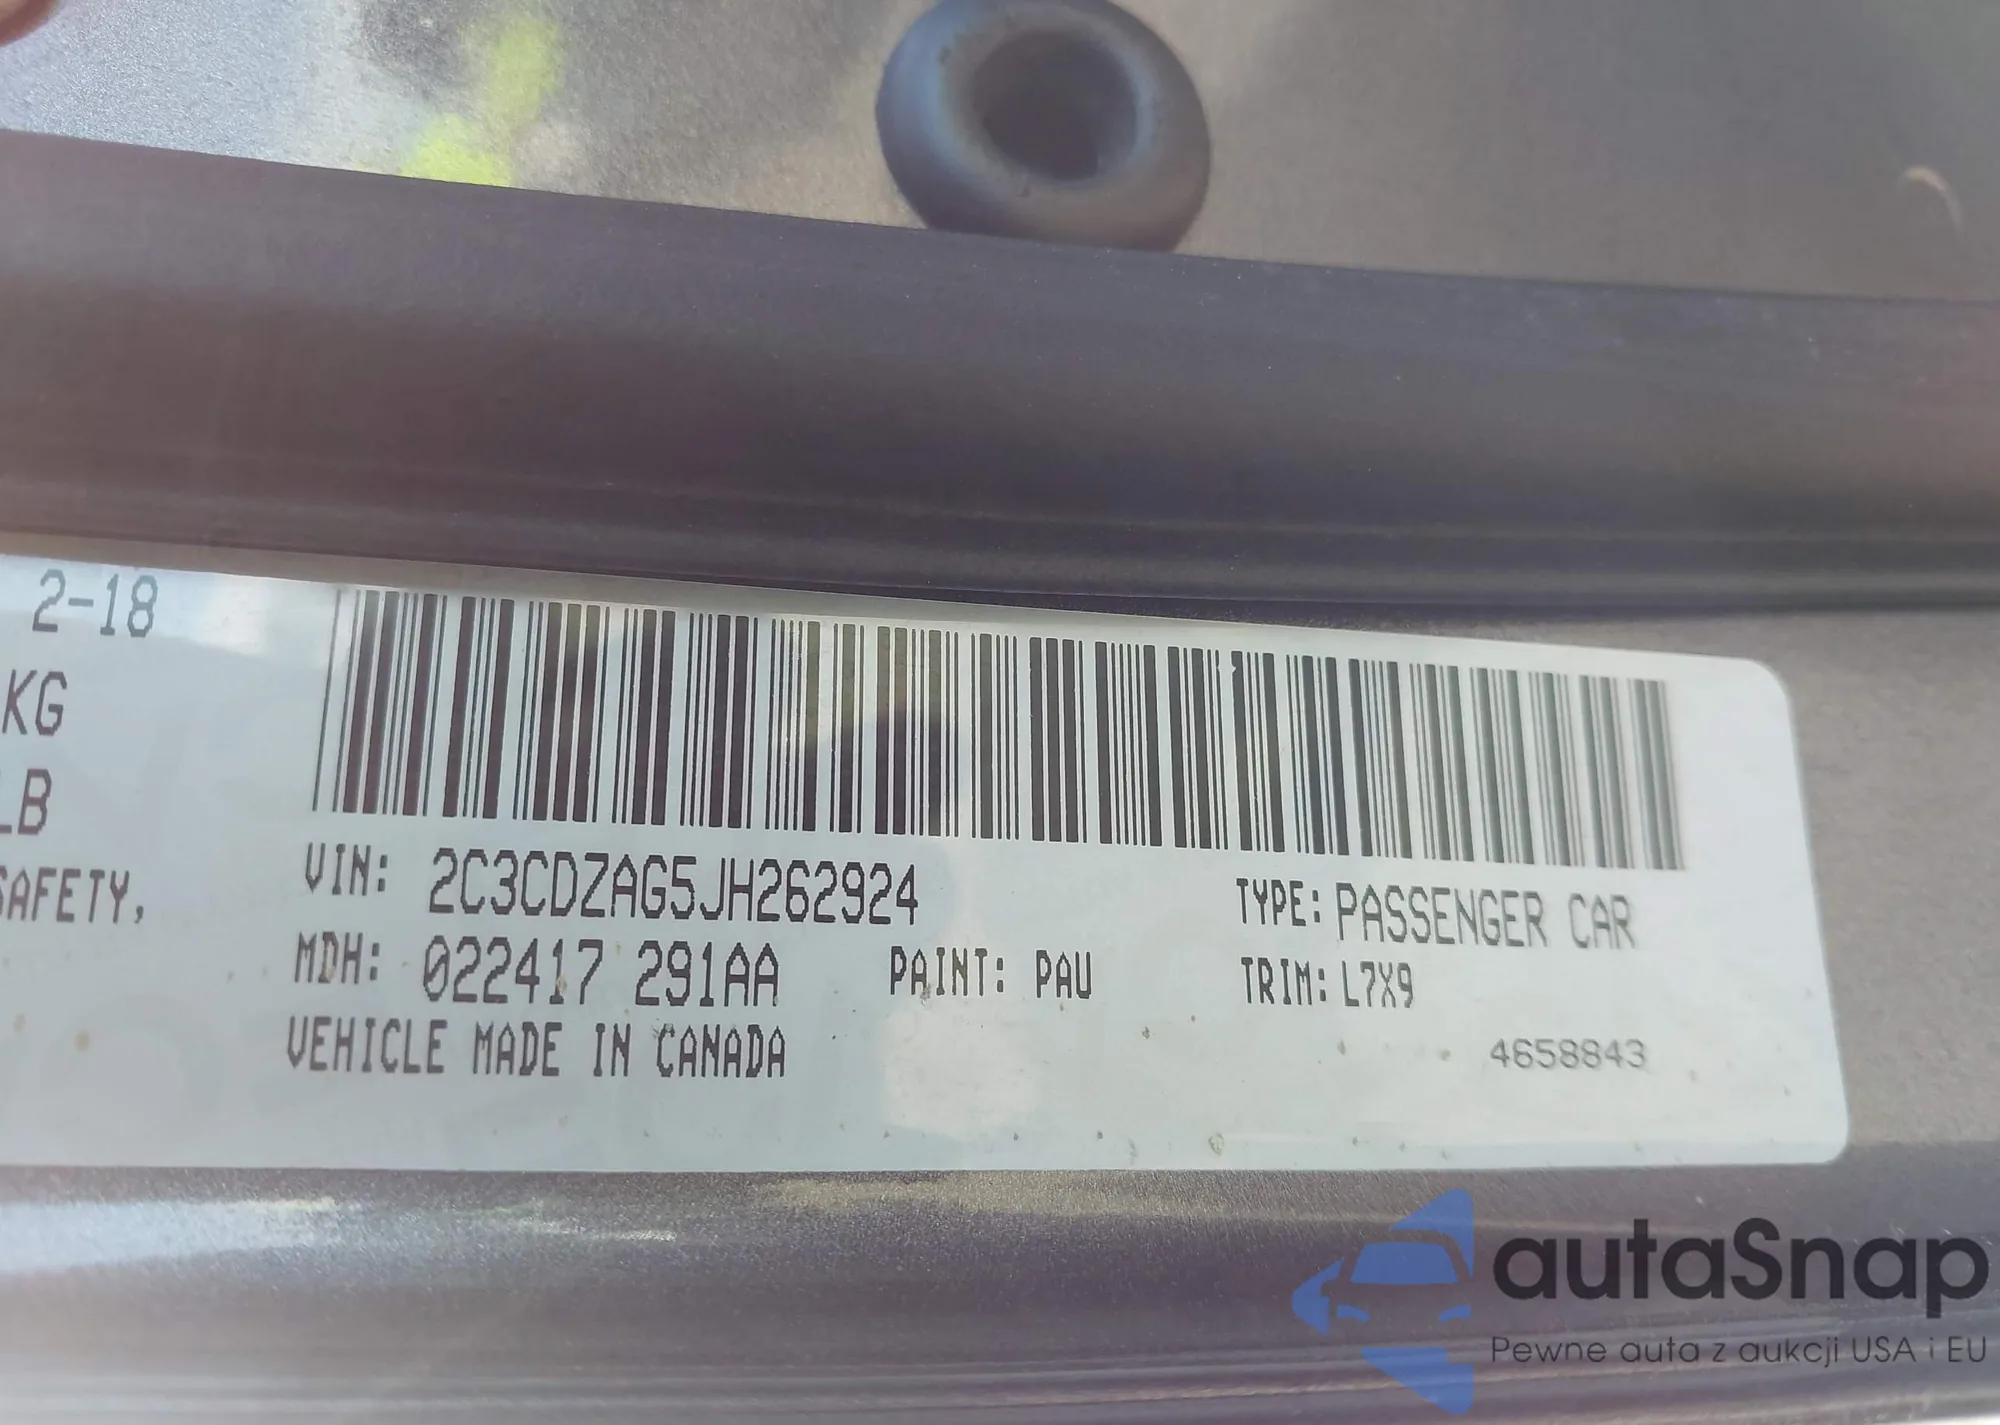 2-18
KG
LB
SAFETY,
VIN: 2C3CDZAG5JH262924
TYPE: PASSENGER CAR
MDH: 022417 291AA
PAINT: PAU
TRIM: L7X9
VEHICLE MADE IN CANADA
4658843
autaSnap
Pewne auta z aukcji USA i EU